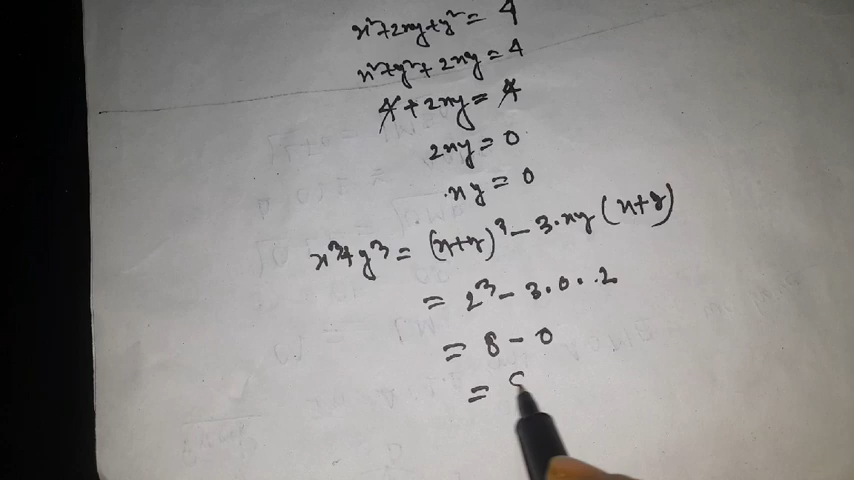 x²+2xy+y²= 4
x²+y²+2xy=4
4+2xy=4
2xy=0
xy=0
x³+y³=(x+y)³-3.xy(x+y)
= 2³-3.0.2
= 8-0
=